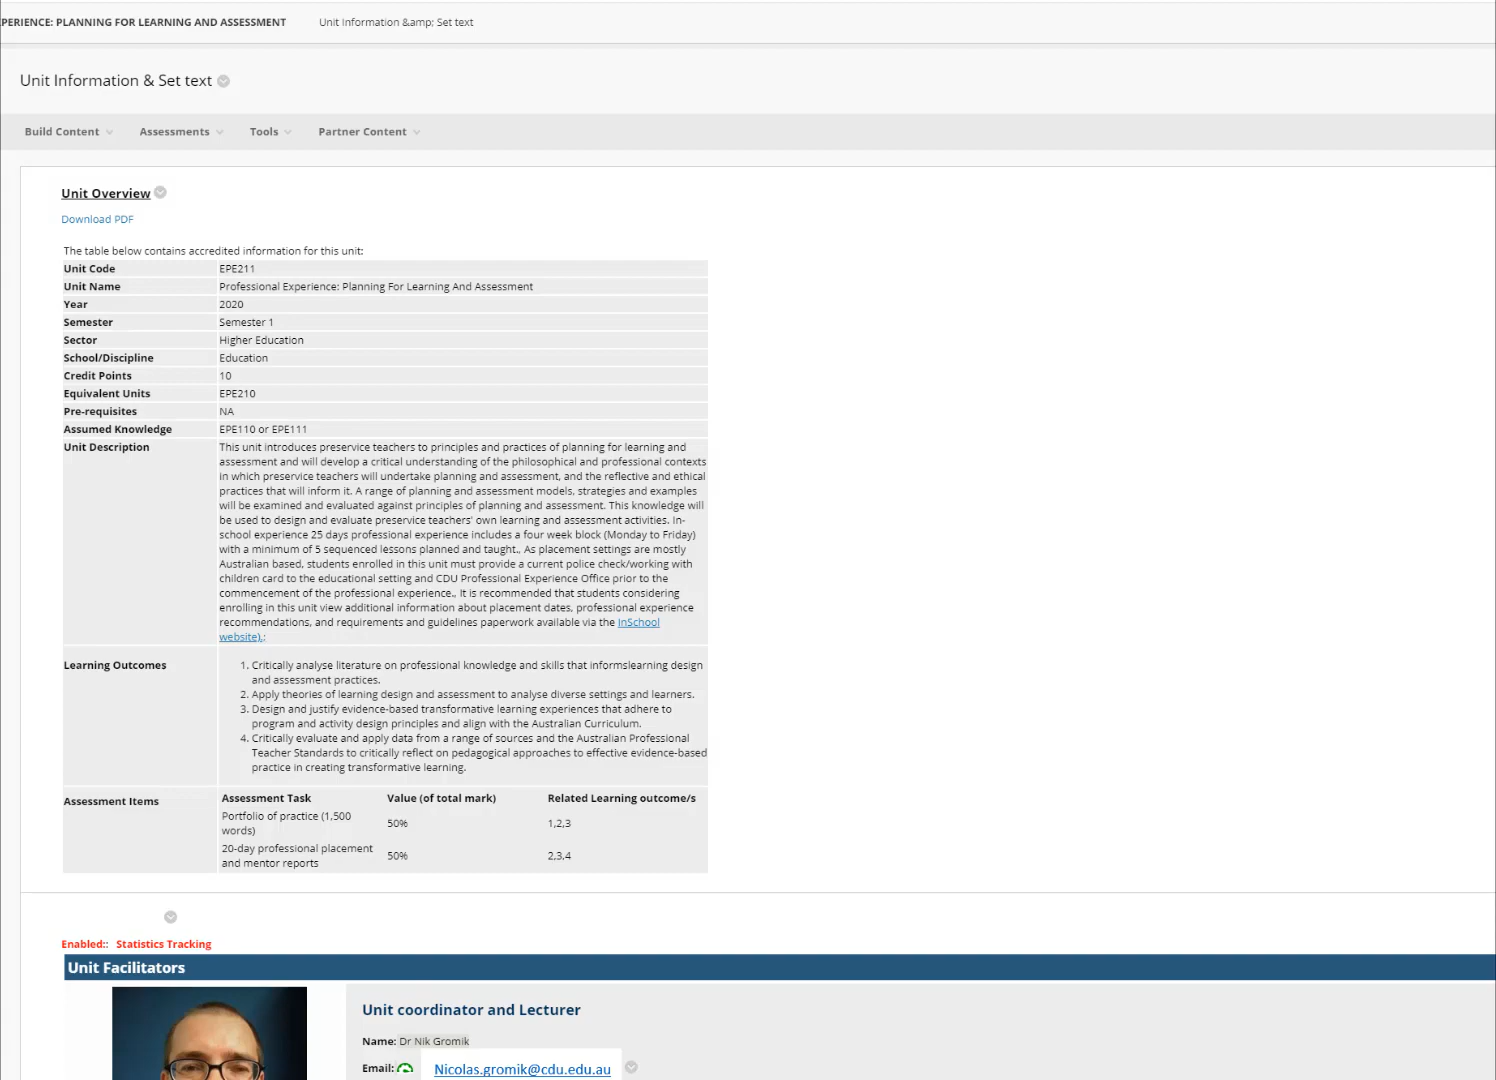 PERIENCE: PLANNING FOR LEARNING AND ASSESSMENT Unit Information &amp; Set text
Unit Information & Set text
Build Content Assessments Tools Partner Content
Unit Overview
Download PDF
The table below contains accredited information for this unit:
Unit Code EPE211
Unit Name Professional Experience: Planning For Learning And Assessment
Year 2020
Semester Semester 1
Sector Higher Education
School/Discipline Education
Credit Points 10
Equivalent Units EPE210
Pre-requisites NA
Assumed Knowledge EPE110 or EPE111
Unit Description This unit introduces preservice teachers to principles and practices of planning for learning and
assessment and will develop a critical understanding of the philosophical and professional contexts
in which preservice teachers will undertake planning and assessment, and the reflective and ethical
practices that will inform it. A range of planning and assessment models, strategies and examples
will be examined and evaluated against principles of planning and assessment. This knowledge will
be used to design and evaluate preservice teachers' own learning and assessment activities. In-
school experience 25 days professional experience includes a four week block (Monday to Friday)
with a minimum of 5 sequenced lessons planned and taught., As placement settings are mostly
Australian based, students enrolled in this unit must provide a current police check/working with
children card to the educational setting and CDU Professional Experience Office prior to the
commencement of the professional experience., It is recommended that students considering
enrolling in this unit view additional information about placement dates, professional experience
recommendations, and requirements and guidelines paperwork available via the InSchool
website).;
Learning Outcomes 1. Critically analyse literature on professional knowledge and skills that informslearning design
and assessment practices.
2. Apply theories of learning design and assessment to analyse diverse settings and learners.
3. Design and justify evidence-based transformative learning experiences that adhere to
program and activity design principles and align with the Australian Curriculum.
4. Critically evaluate and apply data from a range of sources and the Australian Professional
Teacher Standards to critically reflect on pedagogical approaches to effective evidence-based
practice in creating transformative learning.
Assessment Items Assessment Task Value (of total mark) Related Learning outcome/s
Portfolio of practice (1,500
words) 50% 1,2,3
20-day professional placement
and mentor reports 50% 2,3,4
Enabled:: Statistics Tracking
Unit Facilitators
Unit coordinator and Lecturer
Name: Dr Nik Gromik
Email: Nicolas.gromik@cdu.edu.au